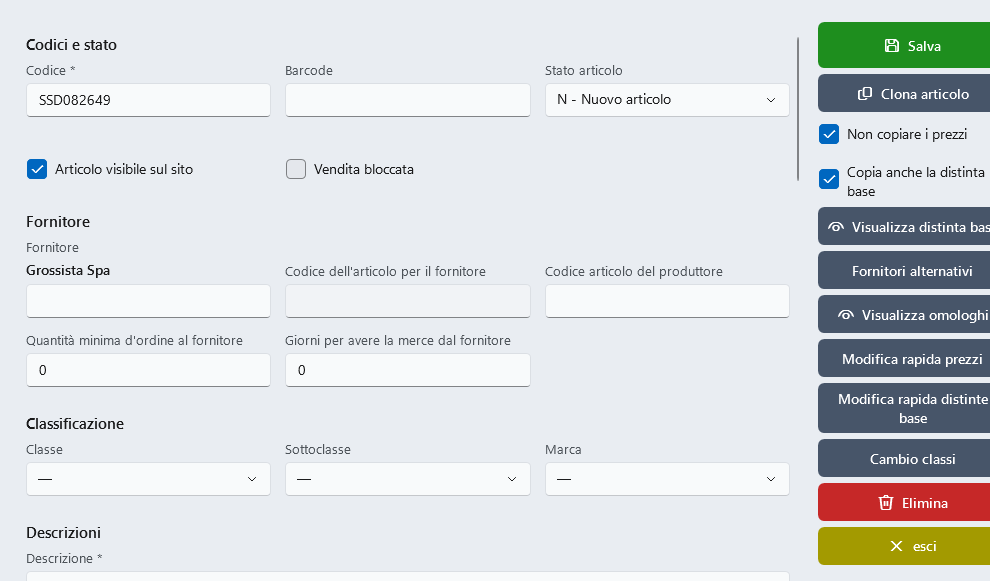 Codici e stato
Codice *
Barcode
Stato articolo
SSD082649
N - Nuovo articolo
Articolo visibile sul sito
Vendita bloccata
Fornitore
Fornitore
Grossista Spa
Codice dell'articolo per il fornitore
Codice articolo del produttore
Quantità minima d'ordine al fornitore
Giorni per avere la merce dal fornitore
0
0
Classificazione
Classe
Sottoclasse
Marca
—
—
—
Descrizioni
Descrizione *
Salva
Clona articolo
Non copiare i prezzi
Copia anche la distinta
base
Visualizza distinta bas
Fornitori alternativi
Visualizza omologhi
Modifica rapida prezzi
Modifica rapida distinte
base
Cambio classi
Elimina
esci